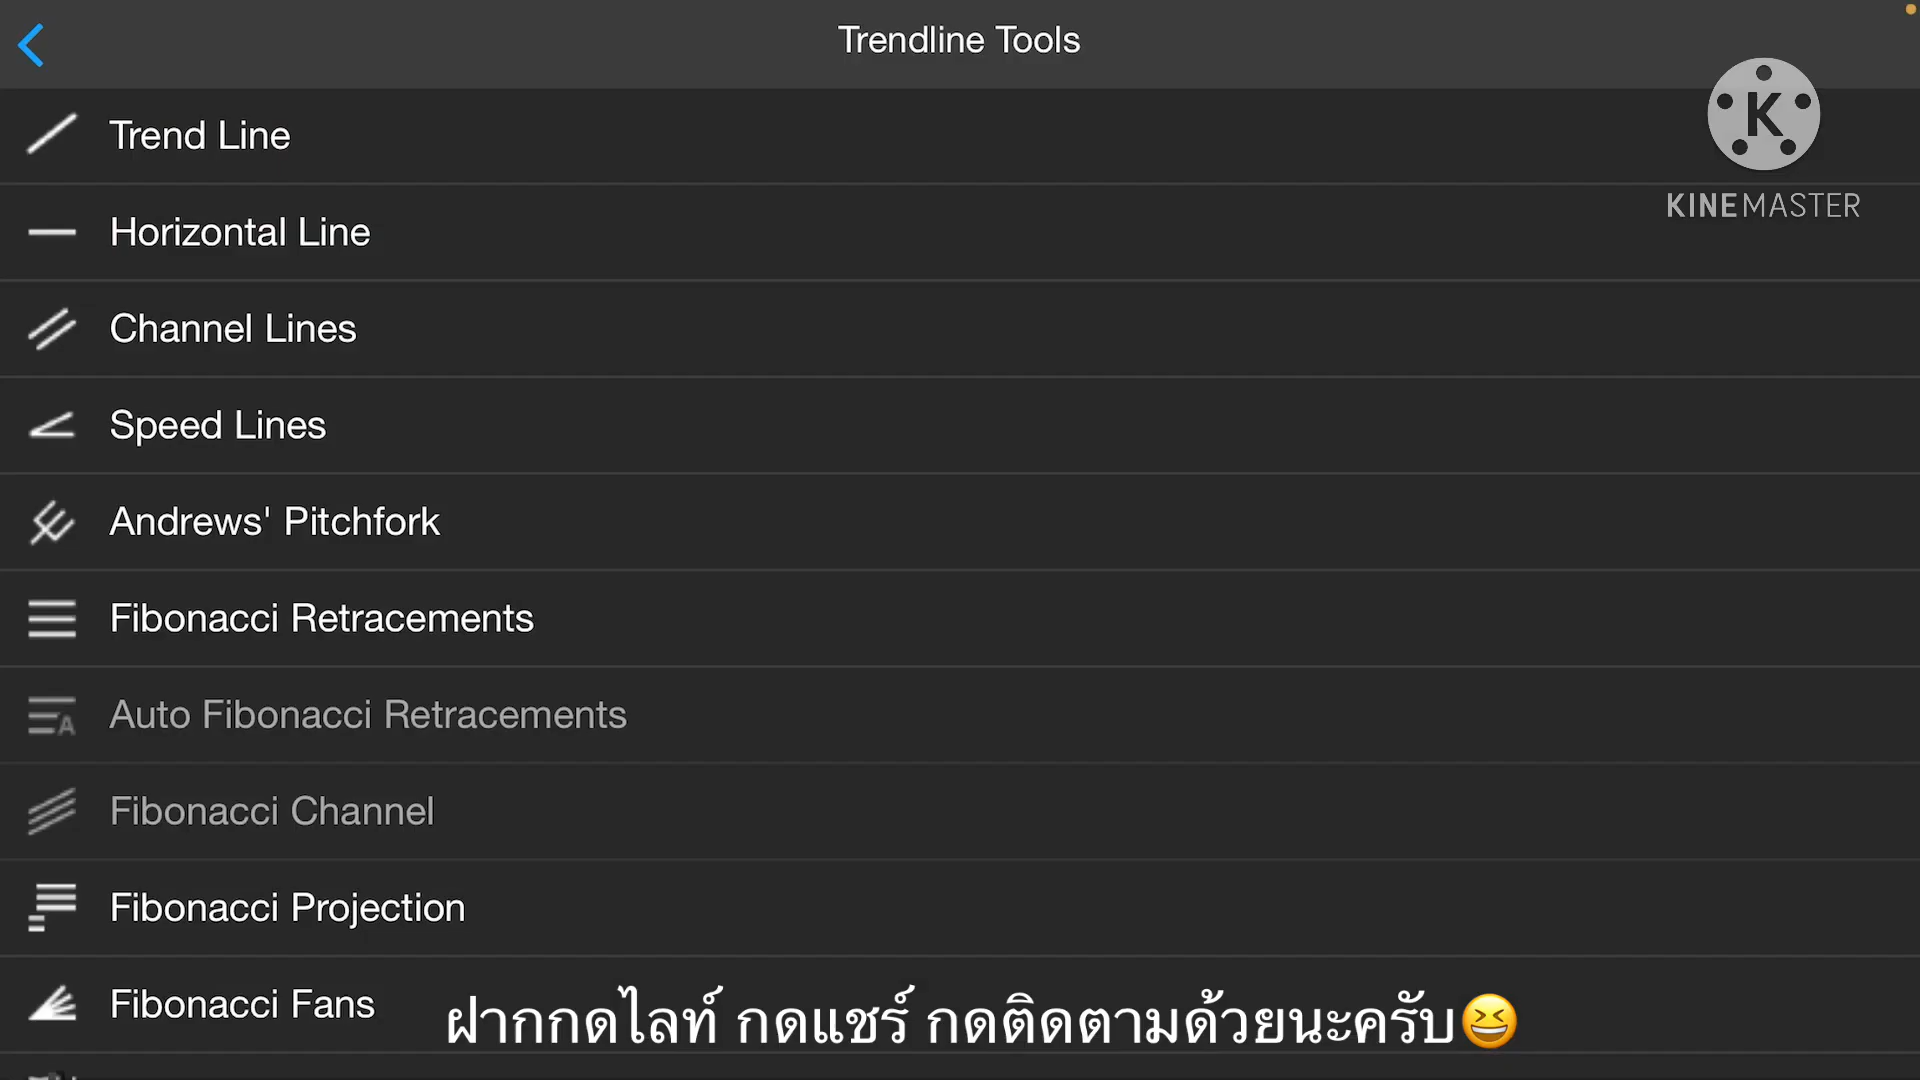 Trendline Tools
Trend Line
K
KINEMASTER
Horizontal Line
Channel Lines
Speed Lines
Andrews' Pitchfork
Fibonacci Retracements
Auto Fibonacci Retracements
Fibonacci Channel
Fibonacci Projection
Fibonacci Fans
ฝากกดไลท์ กดแชร์ กดติดตามด้วยนะครับ😆